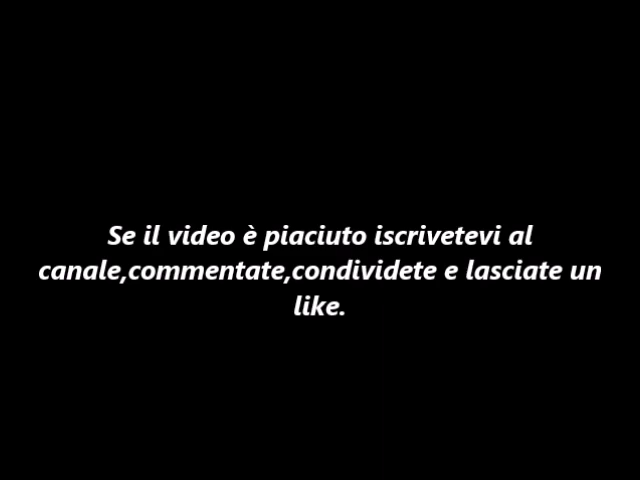 Se il video è piaciuto iscrivetevi al
canale,commentate,condividete e lasciate un
like.